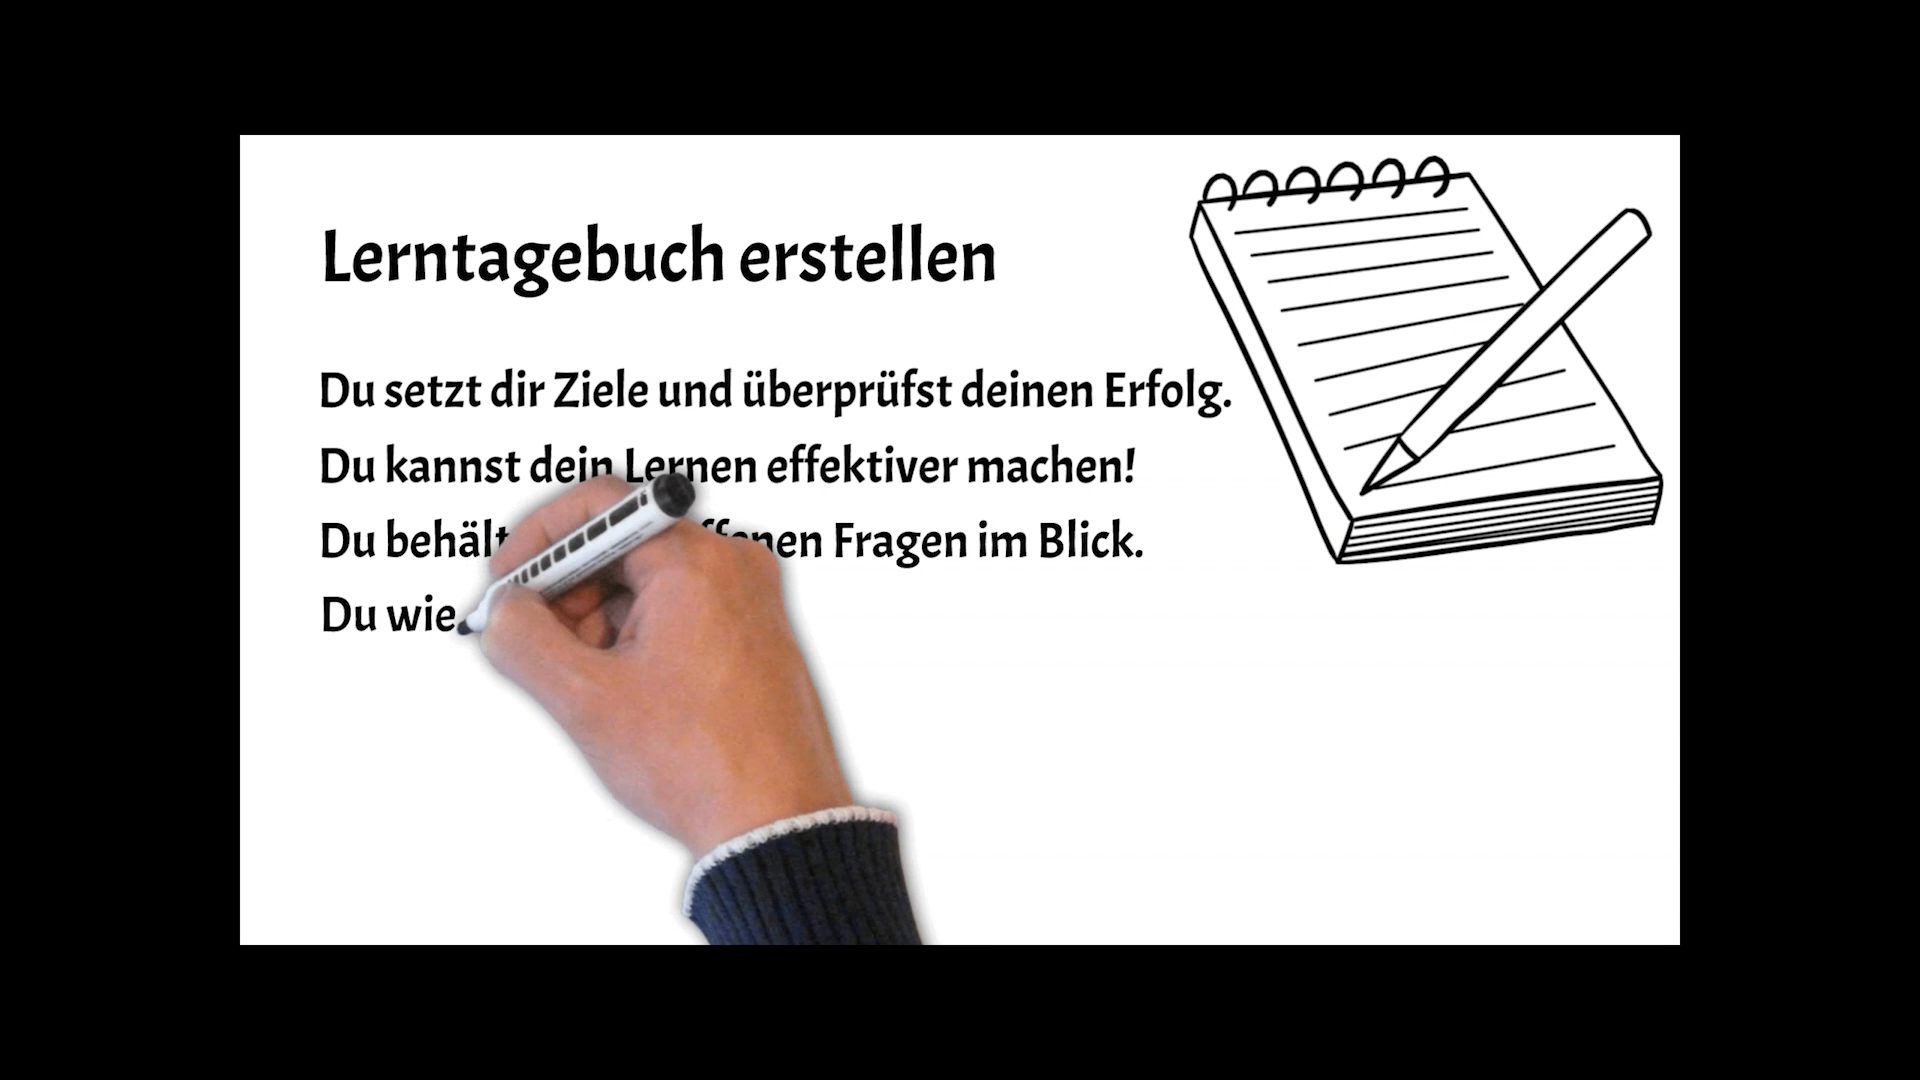 Lerntagebuch erstellen
Du setzt dir Ziele und überprüfst deinen Erfolg.
Du kannst dein Lernen effektiver machen!
Du Fragen im Blick.
Du wie